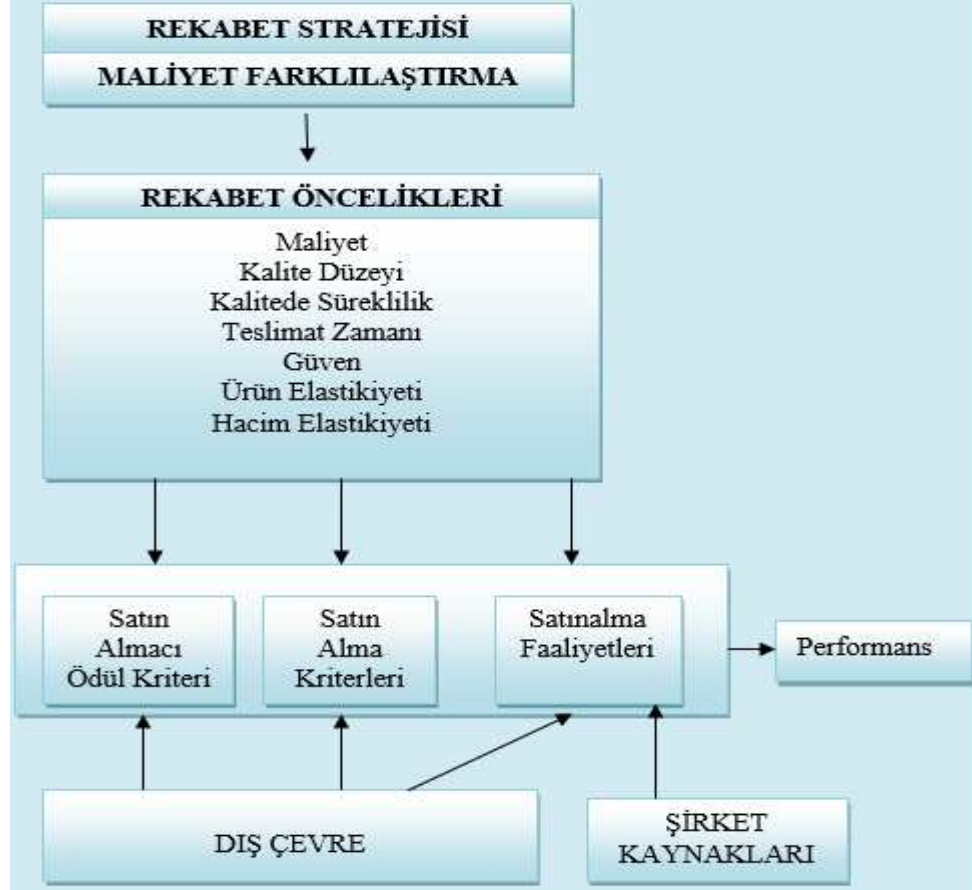 REKABET STRATEJİSİ
MALİYET FARKLILAŞTIRMA
REKABET ÖNCELİKLERİ
Maliyet
Kalite Düzeyi
Kalitede Süreklilik
Teslimat Zamanı
Güven
Ürün Elastikiyeti
Hacim Elastikiyeti
Satın
Almacı
Ödül Kriteri
Satın
Alma
Kriterleri
Satınalma
Faaliyetleri
Performans
DIŞ ÇEVRE
ŞİRKET
KAYNAKLARI